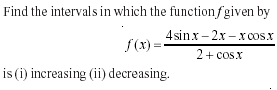 Find the intervals in which the function f given by
f(x) = (4 sin x − 2x − x cos x) / (2 + cos x)
is (i) increasing (ii) decreasing.